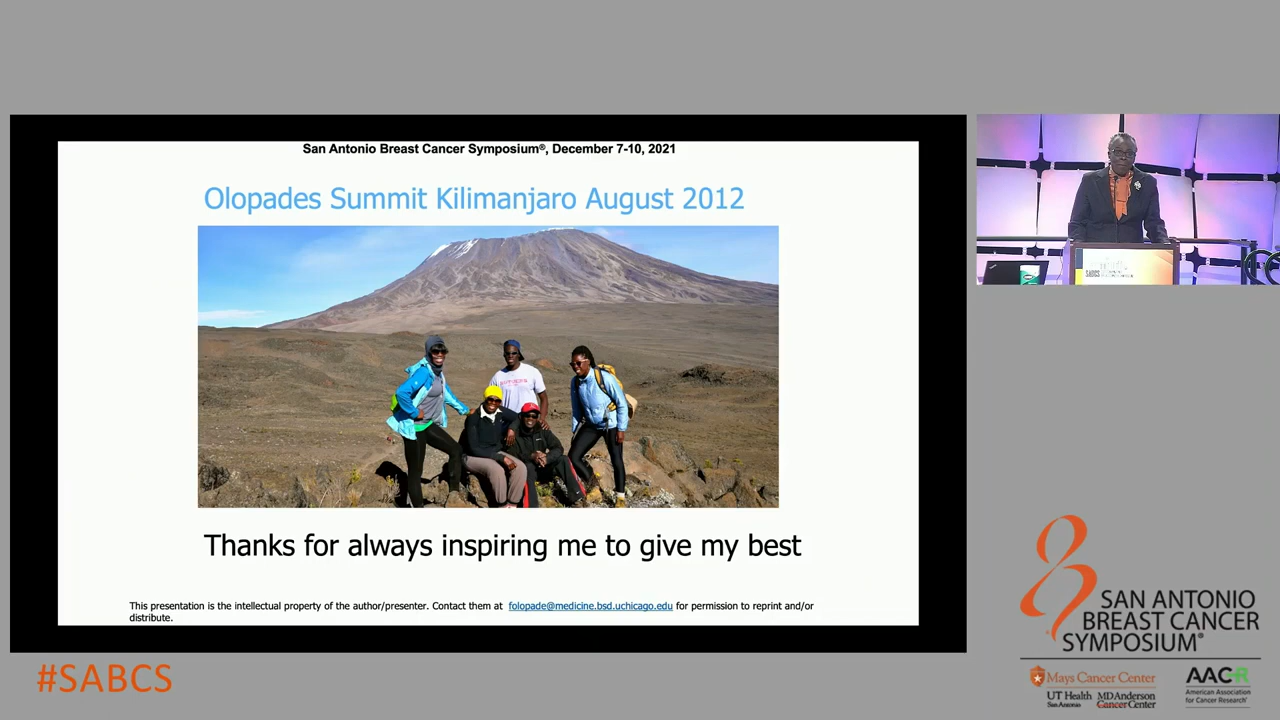 San Antonio Breast Cancer Symposium®, December 7-10, 2021
Olopades Summit Kilimanjaro August 2012
Thanks for always inspiring me to give my best
This presentation is the intellectual property of the author/presenter. Contact them at folopade@medicine.bsd.uchicago.edu for permission to reprint and/or
distribute.
#SABCS
SAN ANTONIO
BREAST CANCER
SYMPOSIUM®
Mays Cancer Center
UT Health
San Antonio
MD Anderson
Cancer Center
AACR
American Association
for Cancer Research®